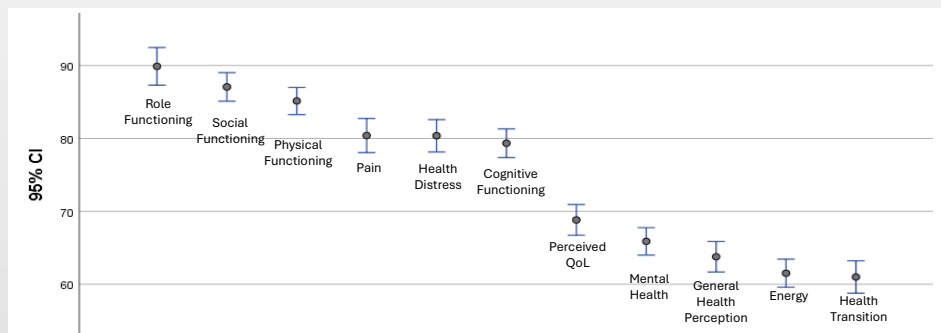 95% CI
90
80
70
60
Role
Functioning
Social
Functioning
Physical
Functioning
Pain
Health
Distress
Cognitive
Functioning
Perceived
QoL
Mental
Health
General
Health
Perception
Energy
Health
Transition